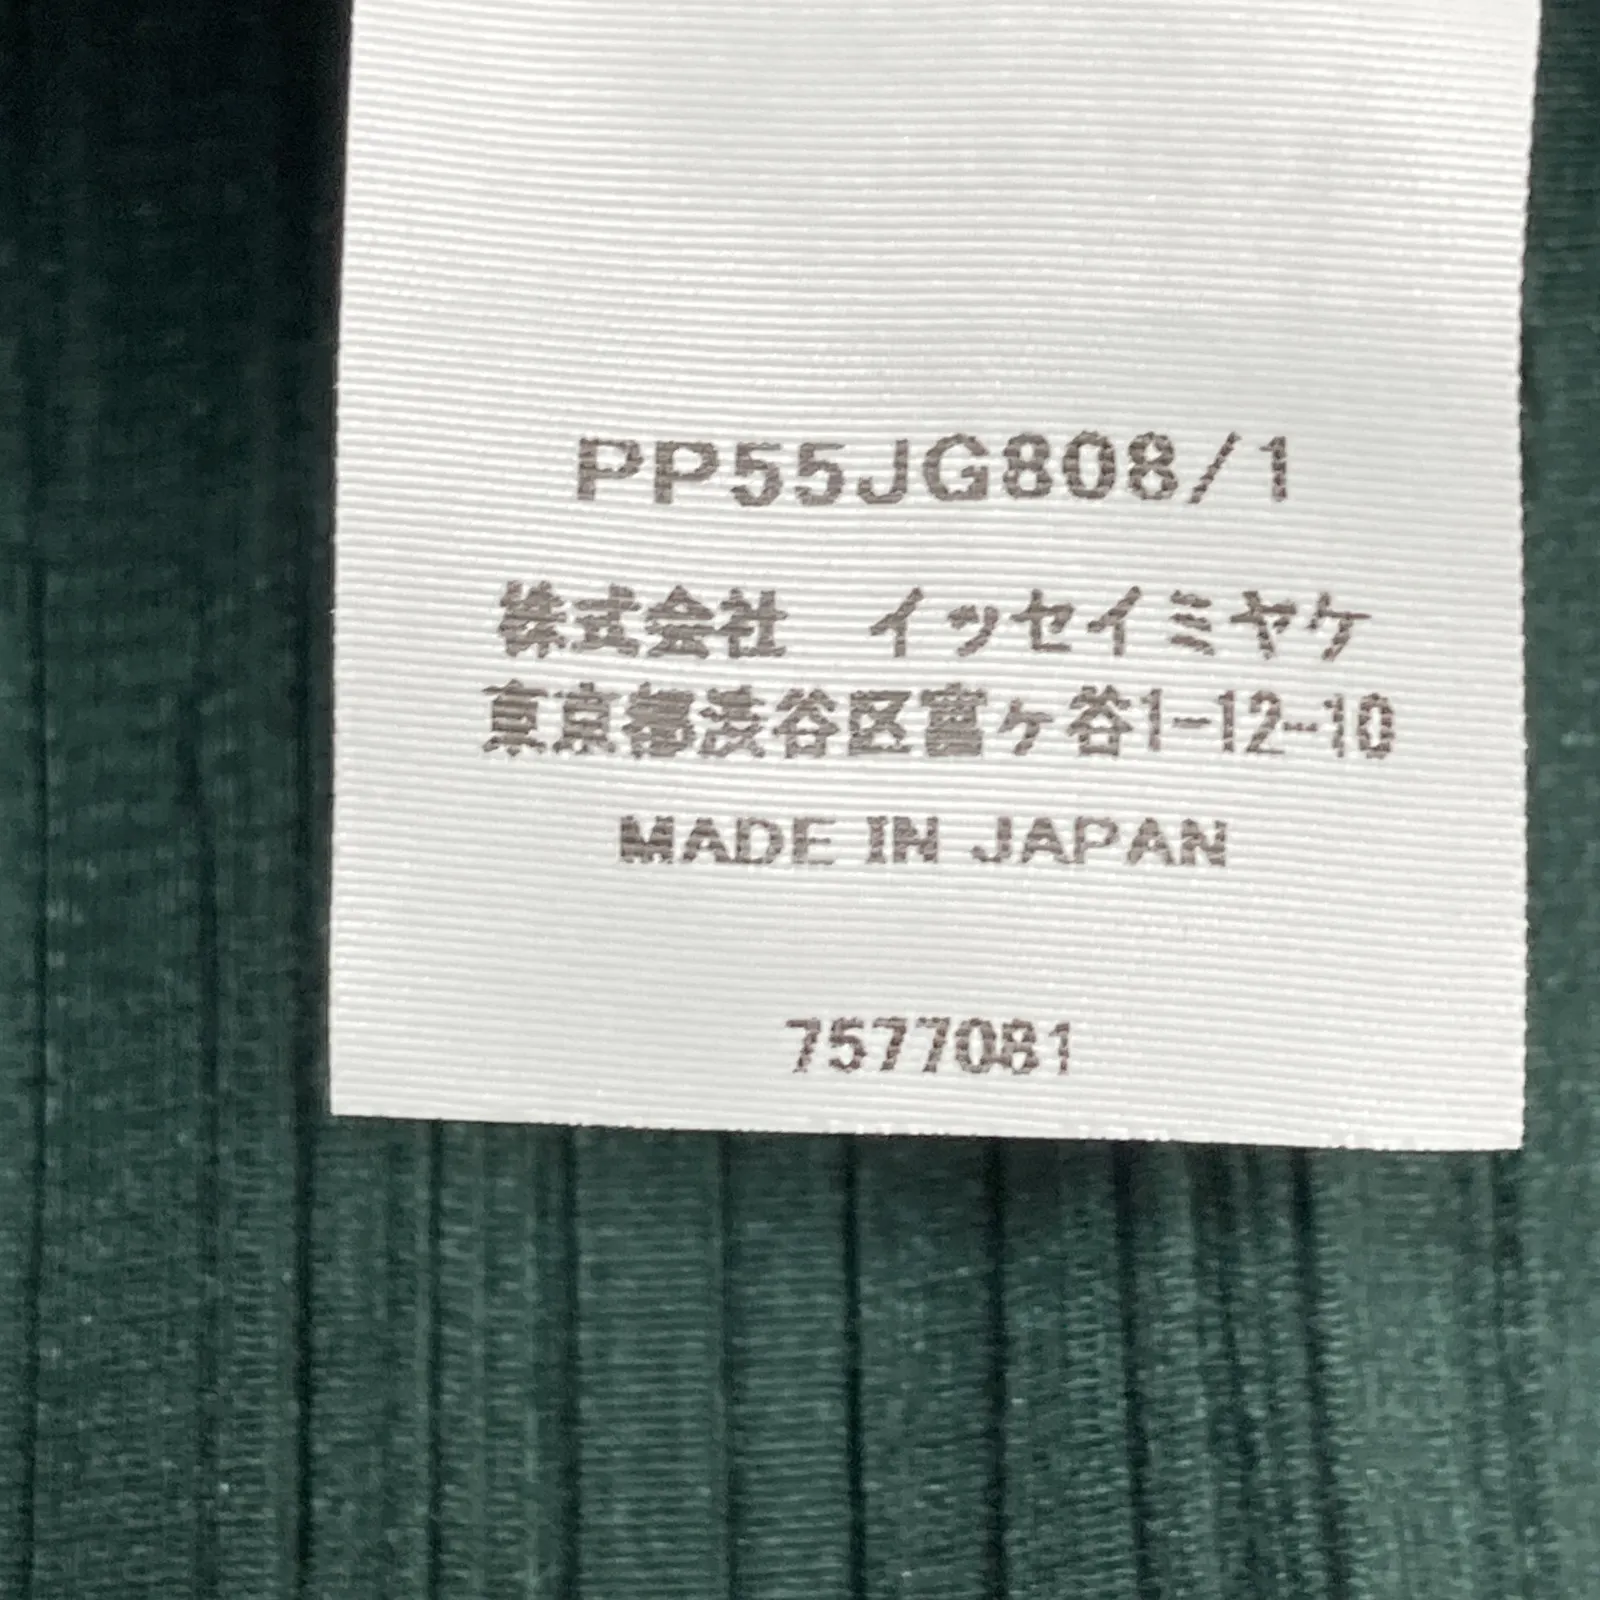 PP55JG808/1
株式会社　イッセイミヤケ
東京都渋谷区富ヶ谷1-12-10
MADE IN JAPAN
7577081